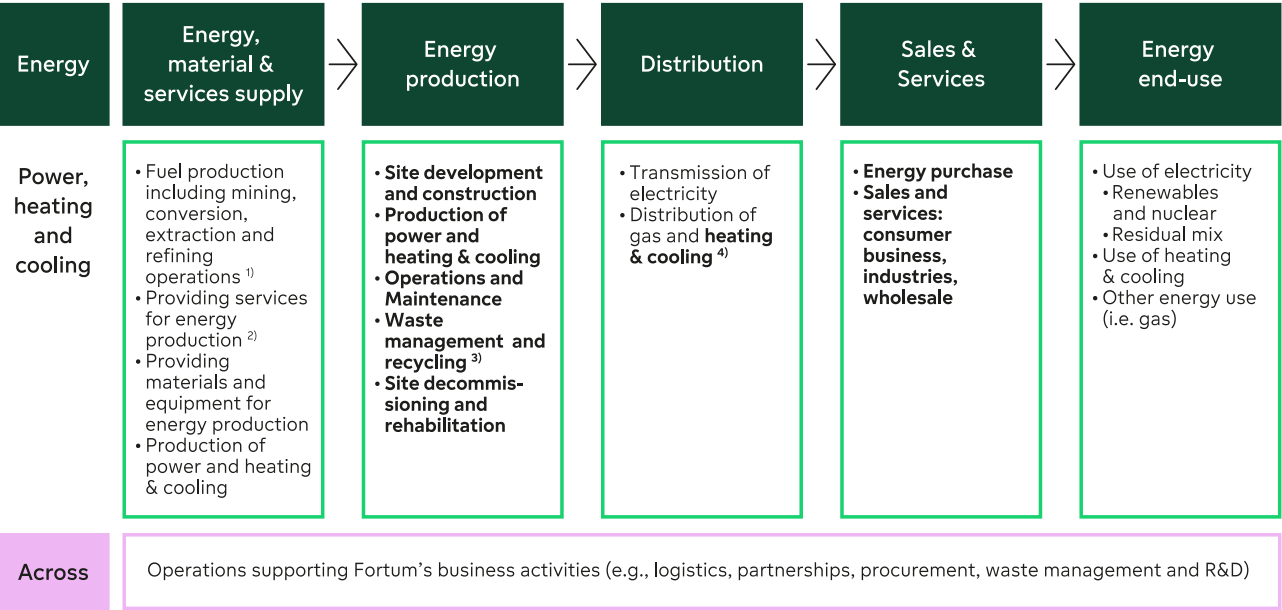 Energy
Energy,
material &
services supply
Energy
production
Distribution
Sales &
Services
Energy
end-use
Power,
heating
and
cooling
• Fuel production
including mining,
conversion,
extraction and
refining
operations 1)
• Providing services
for energy
production 2)
• Providing
materials and
equipment for
energy production
• Production of
power and heating
& cooling
• Site development
and construction
• Production of
power and
heating & cooling
• Operations and
Maintenance
• Waste
management and
recycling 3)
• Site decommis-
sioning and
rehabilitation
• Transmission of
electricity
• Distribution of
gas and heating
& cooling 4)
• Energy purchase
• Sales and
services:
consumer
business,
industries,
wholesale
• Use of electricity
• Renewables
and nuclear
• Residual mix
• Use of heating
& cooling
• Other energy use
(i.e. gas)
Across
Operations supporting Fortum's business activities (e.g., logistics, partnerships, procurement, waste management and R&D)